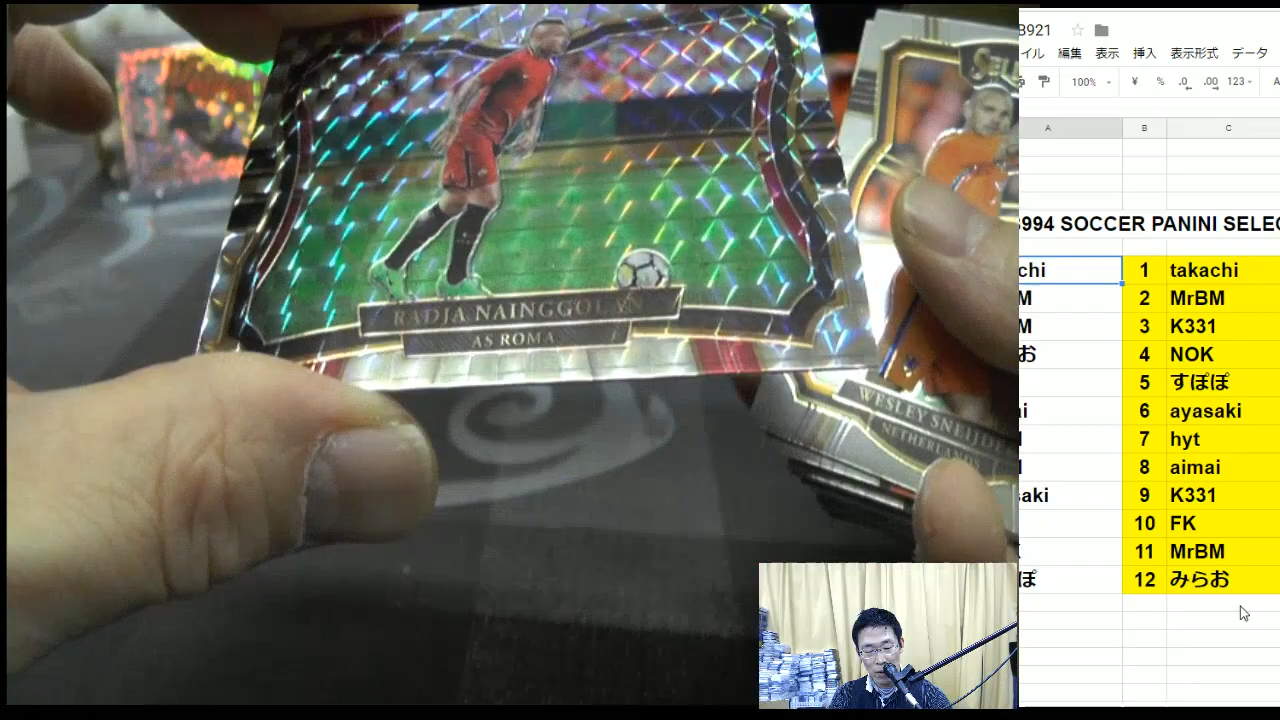 RADJA NAINGGOLAN
AS ROMA
WESLEY SNEIJDE
NETHERLANDS
8921
イル 編集 表示 挿入 表示形式 データ
100% ¥ % .0 .00 123
A B C
994 SOCCER PANINI SELEC
chi 1 takachi
M 2 MrBM
M 3 K331
お 4 NOK
5 すぽぽ
i 6 ayasaki
7 hyt
8 aimai
saki 9 K331
10 FK
11 MrBM
ぽ 12 みらお